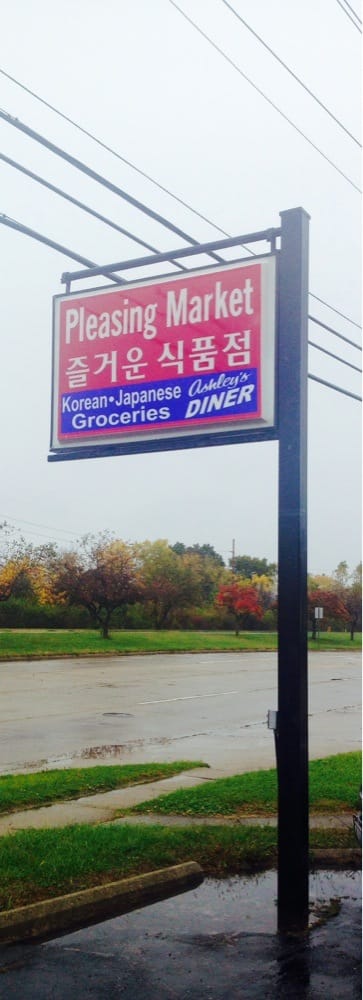 Pleasing Market
즐거운 식품점
Korean•Japanese
Groceries
Ashley's
DINER